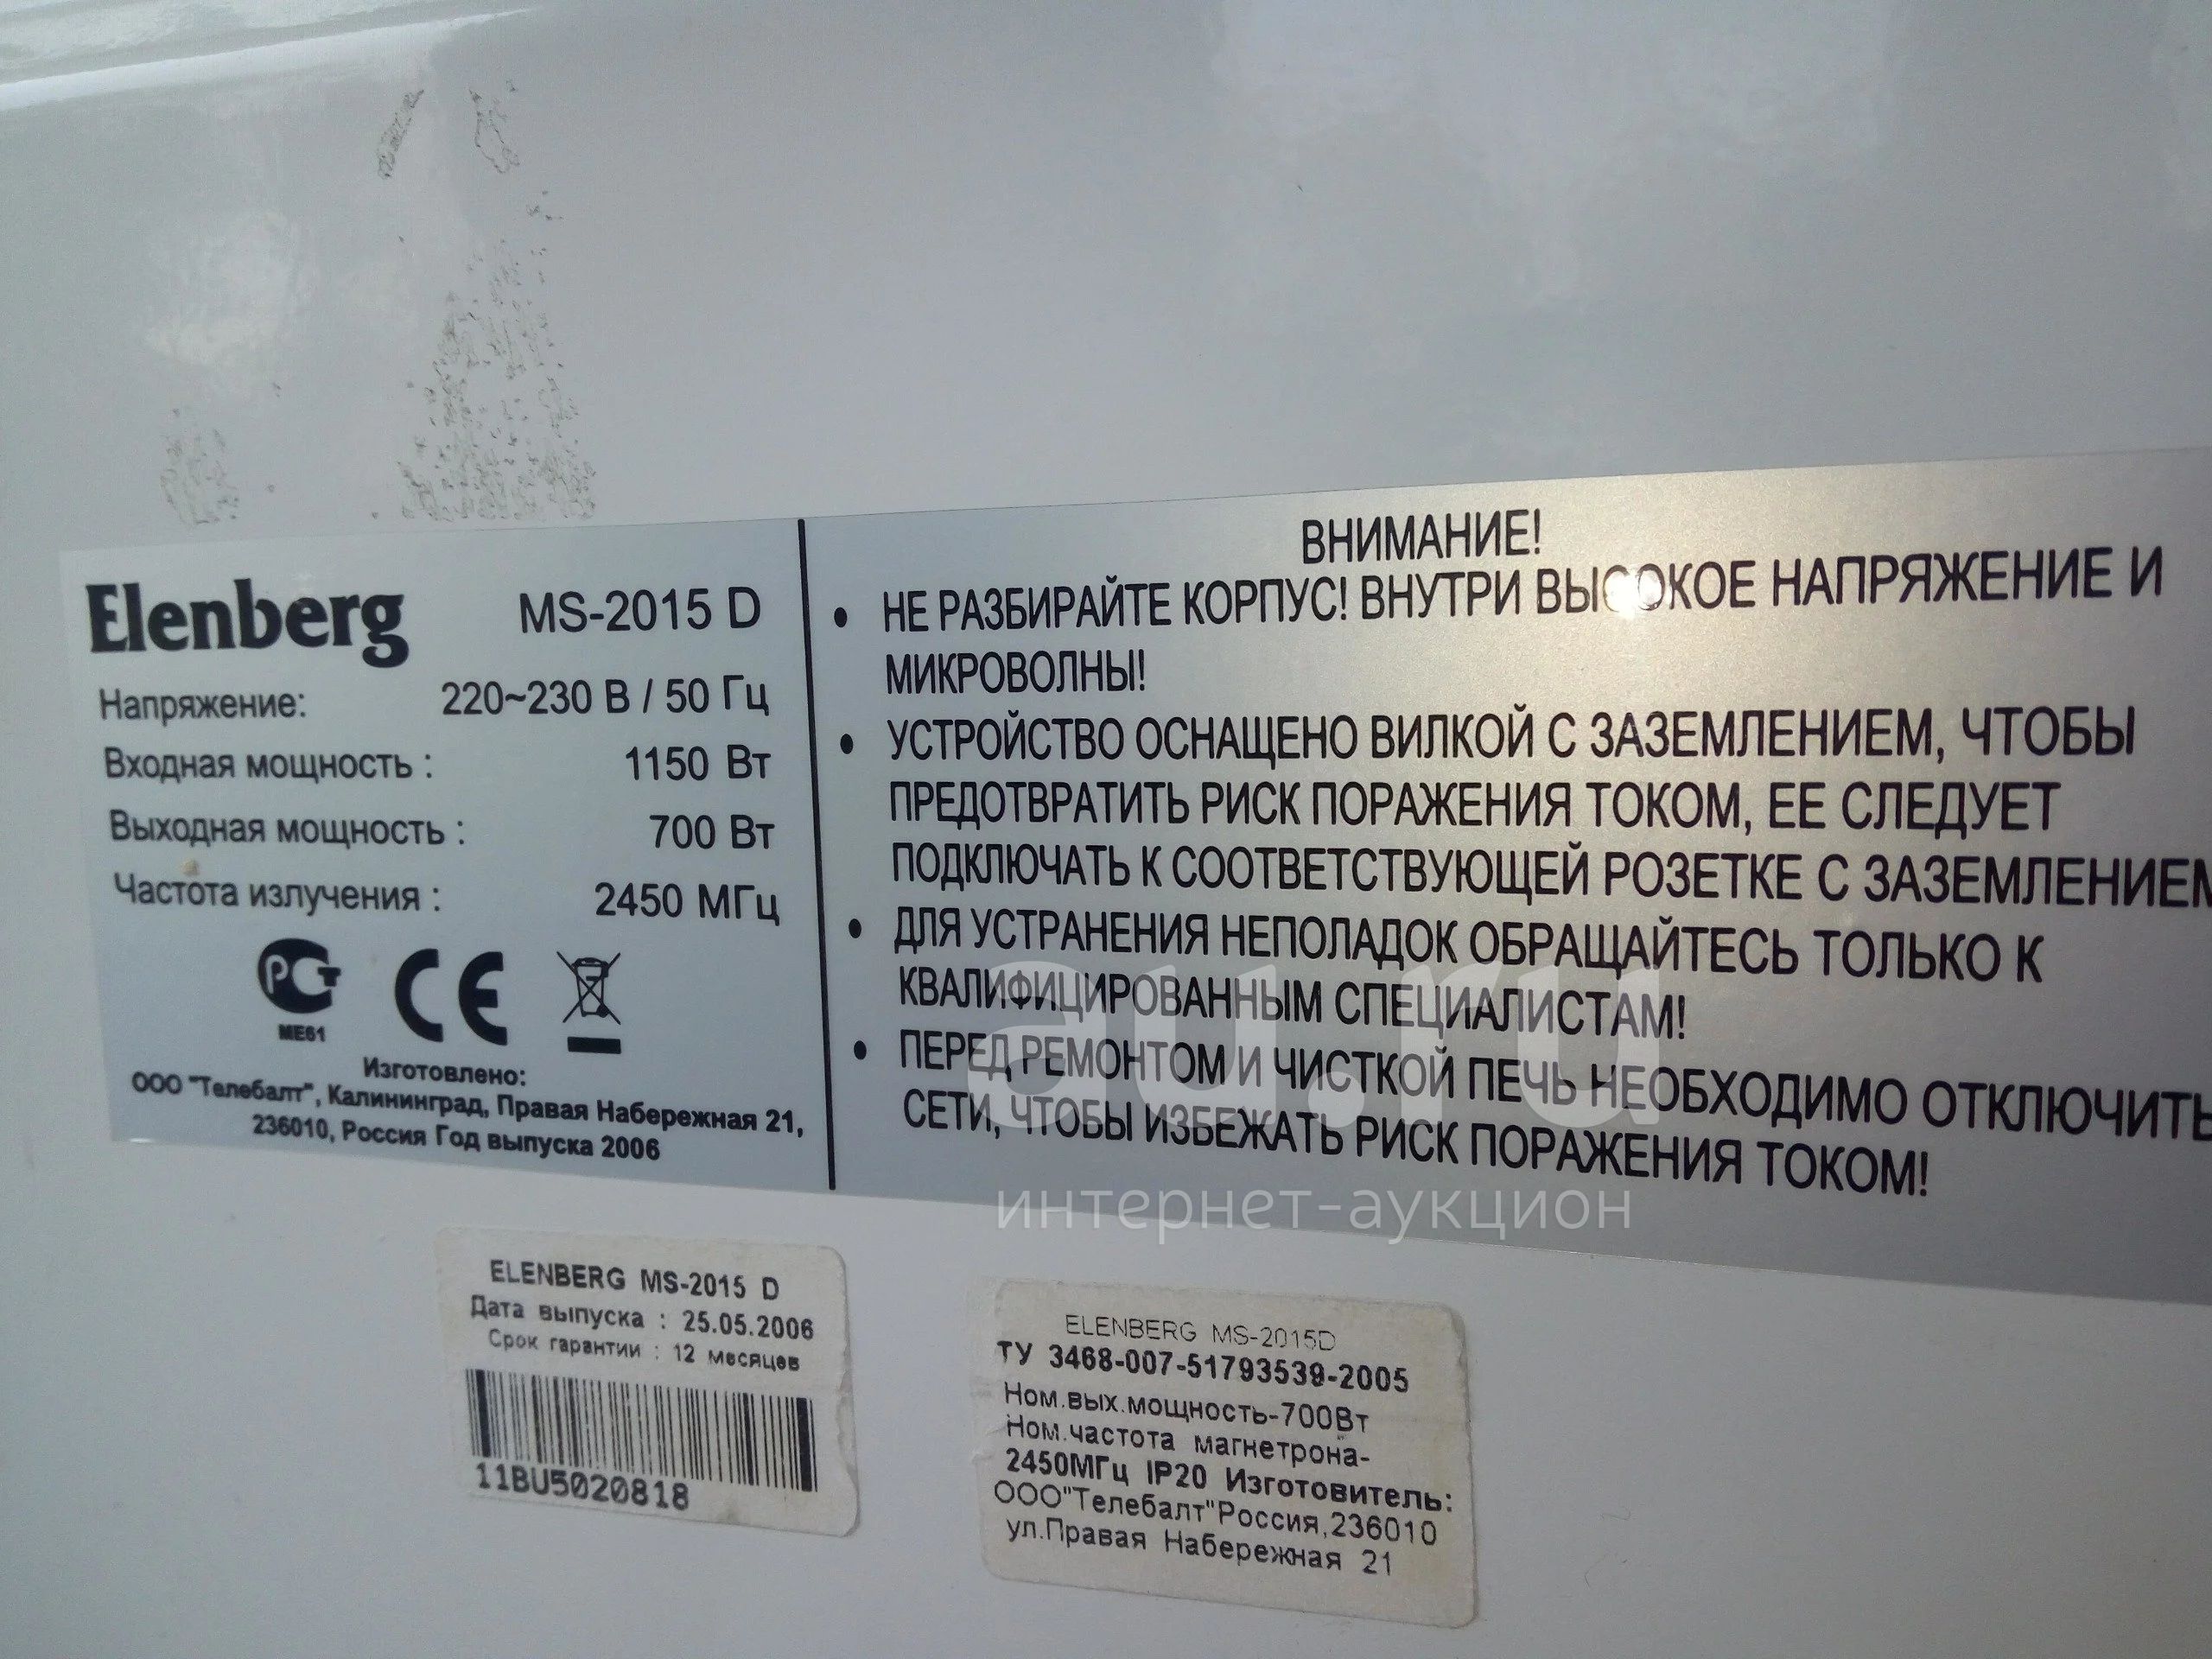 Elenberg MS-2015 D
Напряжение: 220~230 В / 50 Гц
Входная мощность : 1150 Вт
Выходная мощность : 700 Вт
Частота излучения : 2450 МГц
РСТ CE
МЕ61
Изготовлено:
ООО "Телебалт", Калининград, Правая Набережная 21,
236010, Россия Год выпуска 2006
ВНИМАНИЕ!
• НЕ РАЗБИРАЙТЕ КОРПУС! ВНУТРИ ВЫСОКОЕ НАПРЯЖЕНИЕ И
МИКРОВОЛНЫ!
• УСТРОЙСТВО ОСНАЩЕНО ВИЛКОЙ С ЗАЗЕМЛЕНИЕМ, ЧТОБЫ
ПРЕДОТВРАТИТЬ РИСК ПОРАЖЕНИЯ ТОКОМ, ЕЕ СЛЕДУЕТ
ПОДКЛЮЧАТЬ К СООТВЕТСТВУЮЩЕЙ РОЗЕТКЕ С ЗАЗЕМЛЕНИЕМ
• ДЛЯ УСТРАНЕНИЯ НЕПОЛАДОК ОБРАЩАЙТЕСЬ ТОЛЬКО К
КВАЛИФИЦИРОВАННЫМ СПЕЦИАЛИСТАМ!
• ПЕРЕД РЕМОНТОМ И ЧИСТКОЙ ПЕЧЬ НЕОБХОДИМО ОТКЛЮЧИТЬ
СЕТИ, ЧТОБЫ ИЗБЕЖАТЬ РИСК ПОРАЖЕНИЯ ТОКОМ!
au.ru
интернет-аукцион
ELENBERG MS-2015 D
Дата выпуска : 25.05.2006
Срок гарантии : 12 месяцев
11BU5020818
ELENBERG MS-2015D
ТУ 3468-007-51793539-2005
Ном.вых.мощность-700Вт
Ном.частота магнетрона-
2450МГц IP20 Изготовитель:
ООО"Телебалт"Россия,236010
ул.Правая Набережная 21